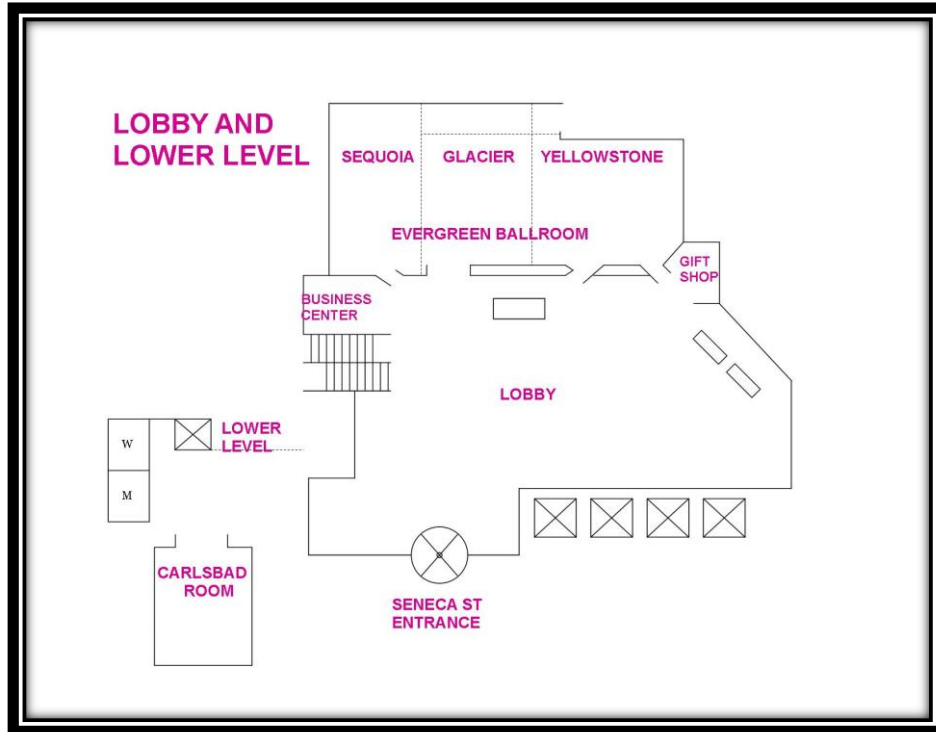 LOBBY AND
LOWER LEVEL
SEQUOIA
GLACIER
YELLOWSTONE
EVERGREEN BALLROOM
GIFT
SHOP
BUSINESS
CENTER
LOBBY
LOWER
LEVEL
W
M
CARLSBAD
ROOM
SENECA ST
ENTRANCE